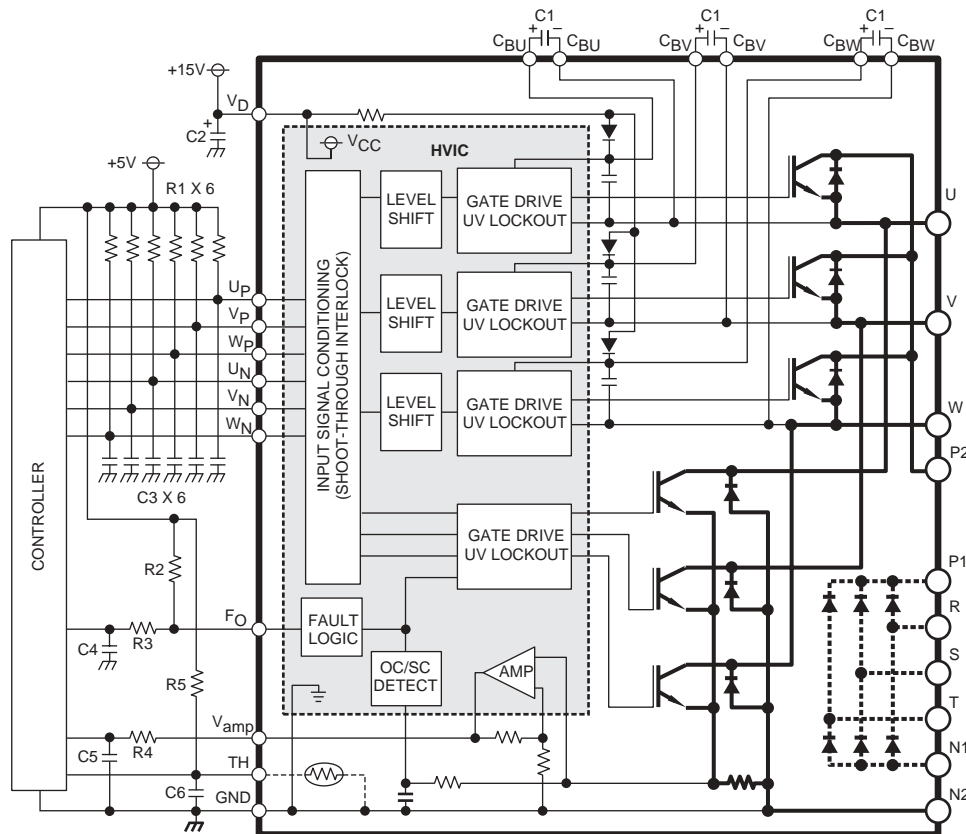 C1
C1
C1
+ −
+ −
+ −
CBU
CBU
CBV
CBV
CBW
CBW
+15V
VD
C2
+
VCC
HVIC
+5V
R1 X 6
LEVEL
SHIFT
GATE DRIVE
UV LOCKOUT
U
UP
VP
WP
UN
VN
WN
LEVEL
SHIFT
GATE DRIVE
UV LOCKOUT
V
LEVEL
SHIFT
GATE DRIVE
UV LOCKOUT
W
P2
INPUT SIGNAL CONDITIONING
(SHOOT-THROUGH INTERLOCK)
C3 X 6
CONTROLLER
GATE DRIVE
UV LOCKOUT
R2
P1
R
S
T
N1
N2
FO
FAULT
LOGIC
C4
R3
R5
OC/SC
DETECT
AMP
Vamp
C5
R4
TH
C6
GND